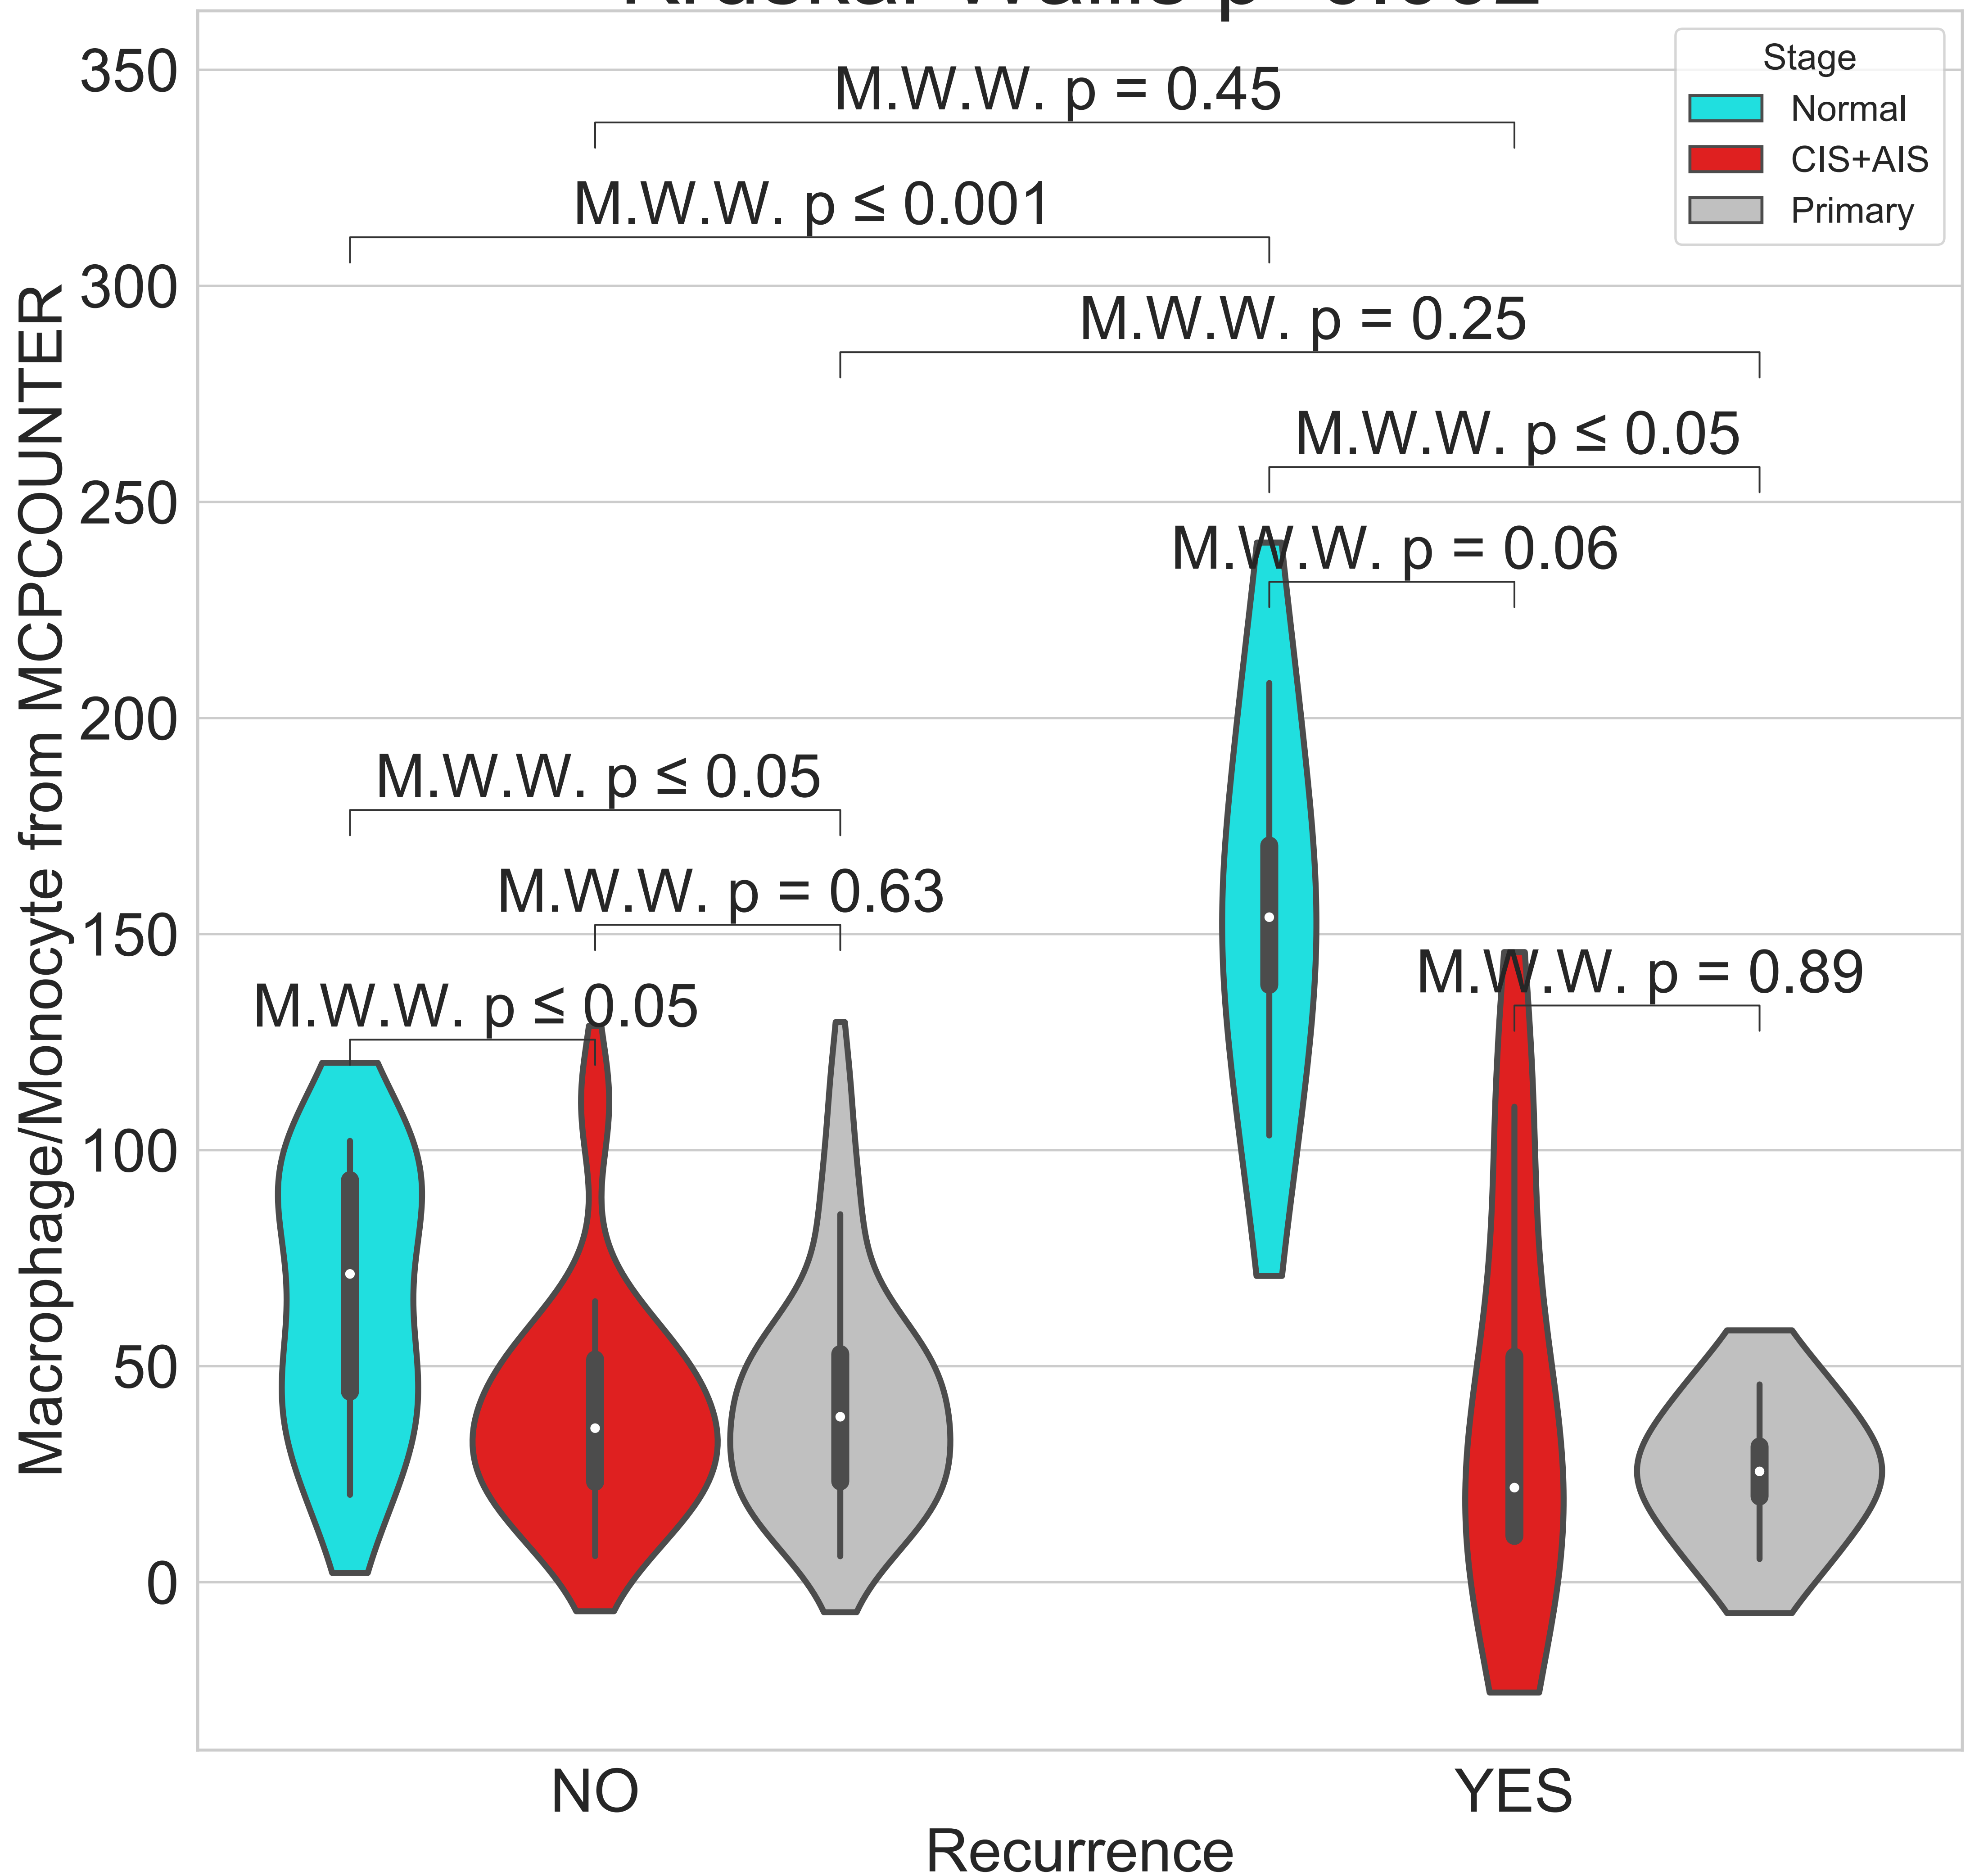 350
300
250
200
150
100
50
0
Macrophage/Monocyte from MCPCOUNTER
Stage
Normal
CIS+AIS
Primary
M.W.W. p = 0.45
M.W.W. p ≤ 0.001
M.W.W. p = 0.25
M.W.W. p ≤ 0.05
M.W.W. p = 0.06
M.W.W. p ≤ 0.05
M.W.W. p = 0.63
M.W.W. p = 0.89
M.W.W. p ≤ 0.05
NO
YES
Recurrence